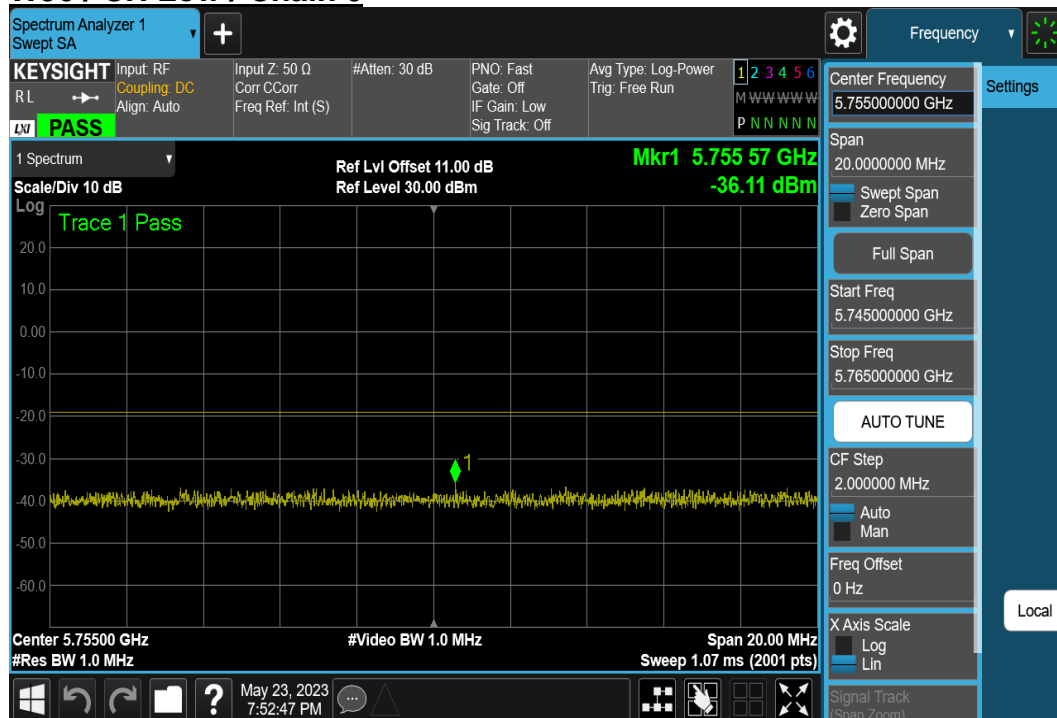 Spectrum Analyzer 1
Swept SA
+
Frequency
KEYSIGHT
RL
LXI PASS
Input: RF
Coupling: DC
Align: Auto
Input Z: 50 Ω
Corr CCorr
Freq Ref: Int (S)
#Atten: 30 dB
PNO: Fast
Gate: Off
IF Gain: Low
Sig Track: Off
Avg Type: Log-Power
Trig: Free Run
1 2 3 4 5 6
M W W W W W
P N N N N N
1 Spectrum
Scale/Div 10 dB
Ref Lvl Offset 11.00 dB
Ref Level 30.00 dBm
Mkr1 5.755 57 GHz
-36.11 dBm
Log
Trace 1 Pass
20.0
10.0
0.00
-10.0
-20.0
-30.0
-40.0
-50.0
-60.0
1
Center 5.75500 GHz
#Video BW 1.0 MHz
Span 20.00 MHz
#Res BW 1.0 MHz
Sweep 1.07 ms (2001 pts)
?
May 23, 2023
7:52:47 PM
Center Frequency
5.755000000 GHz
Settings
Span
20.0000000 MHz
Swept Span
Zero Span
Full Span
Start Freq
5.745000000 GHz
Stop Freq
5.765000000 GHz
AUTO TUNE
CF Step
2.000000 MHz
Auto
Man
Freq Offset
0 Hz
Local
X Axis Scale
Log
Lin
Signal Track
(Span Zoom)